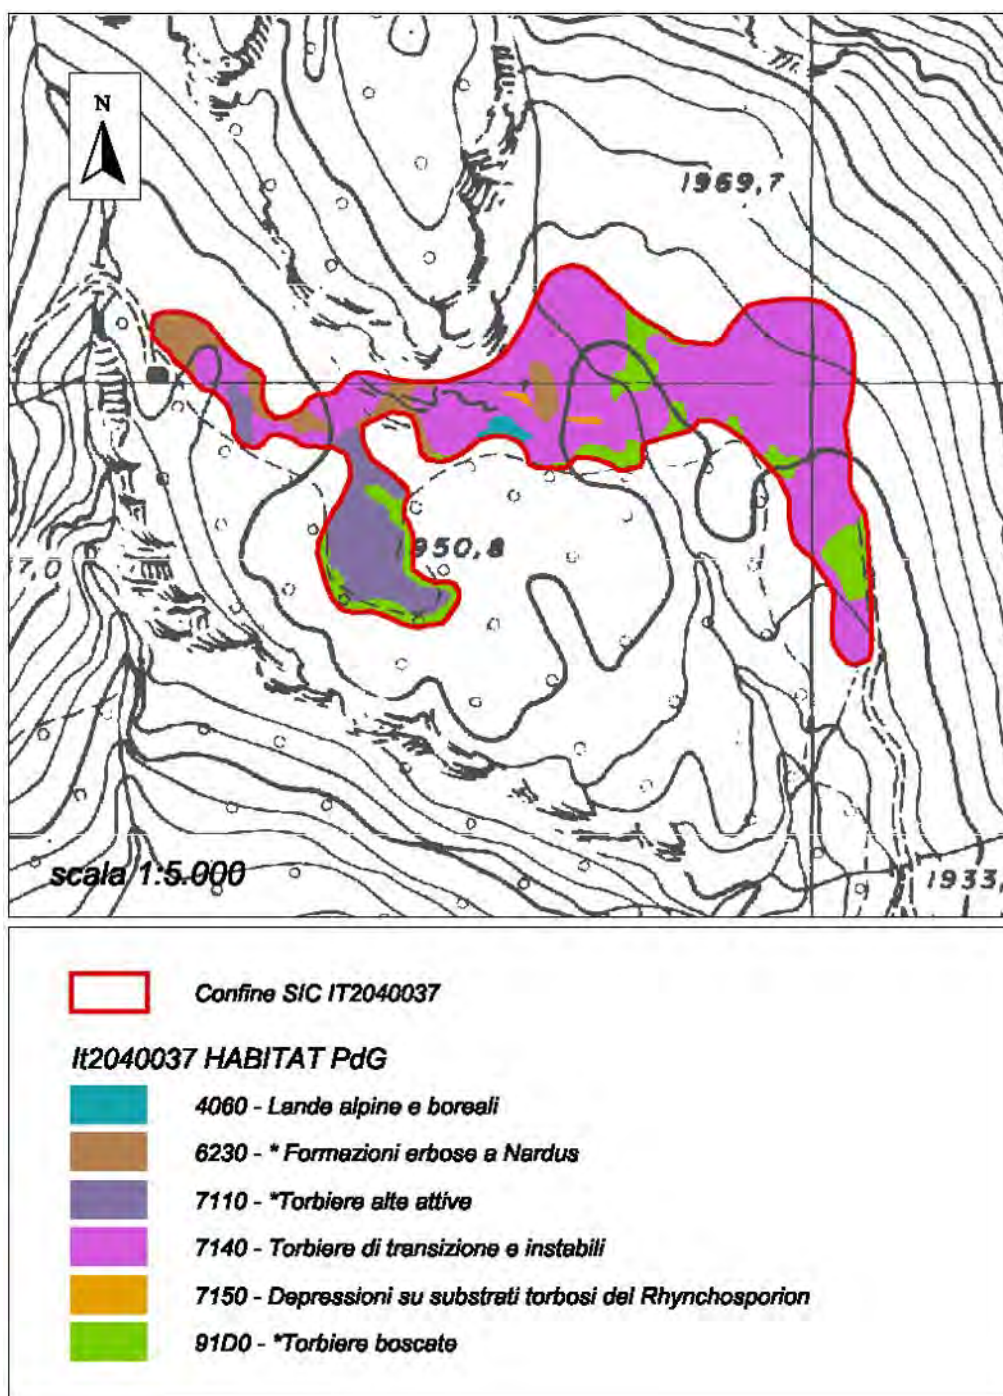 N
1969,7
950,8
7,0
scala 1:5.000
1933,
Confine SIC IT2040037
It2040037 HABITAT PdG
4060 - Lande alpine e boreali
6230 - * Formazioni erbose a Nardus
7110 - *Torbiere alte attive
7140 - Torbiere di transizione e instabili
7150 - Depressioni su substrati torbosi del Rhynchosporion
91D0 - *Torbiere boscate